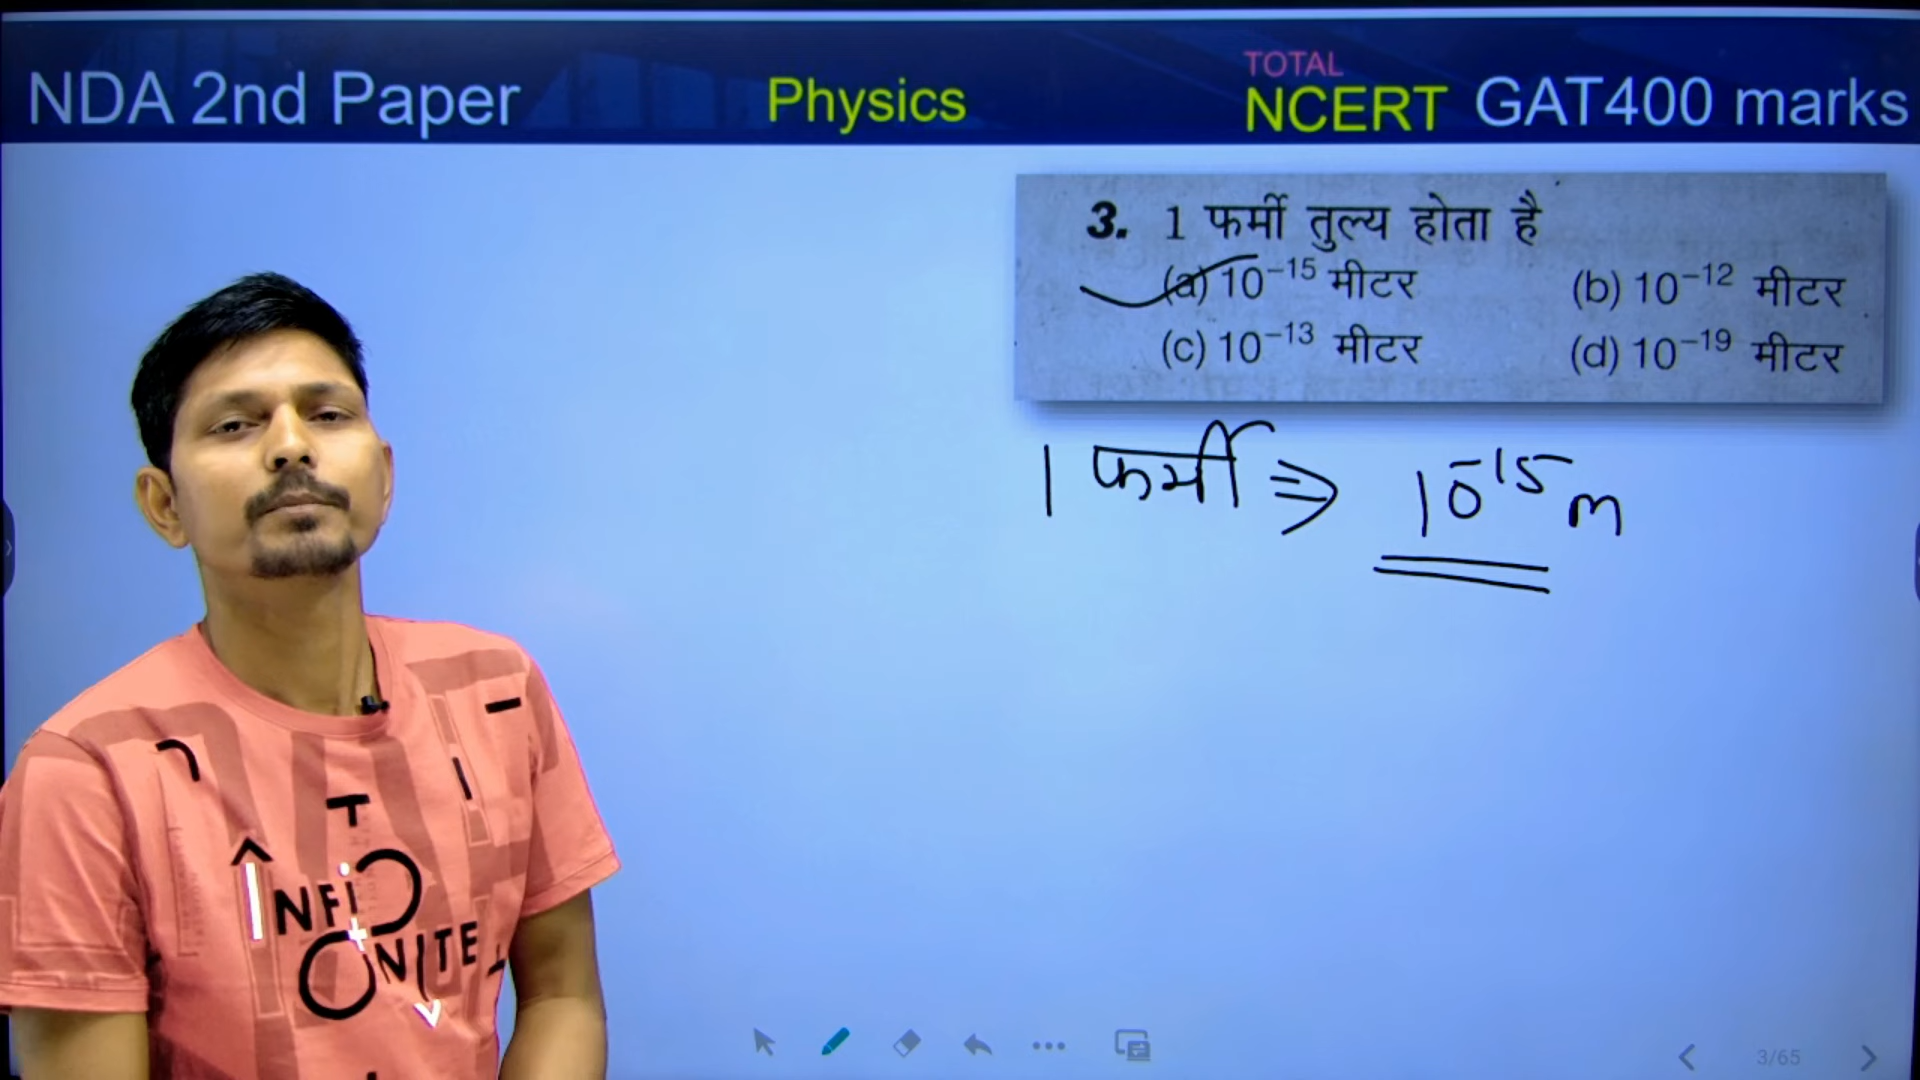 NDA 2nd Paper Physics TOTAL NCERT GAT400 marks
3. 1 फर्मी तुल्य होता है
(a) 10⁻¹⁵ मीटर (b) 10⁻¹² मीटर
(c) 10⁻¹³ मीटर (d) 10⁻¹⁹ मीटर
1 फर्मी ⇒ 10⁻¹⁵ m
INFiNITE
3/65